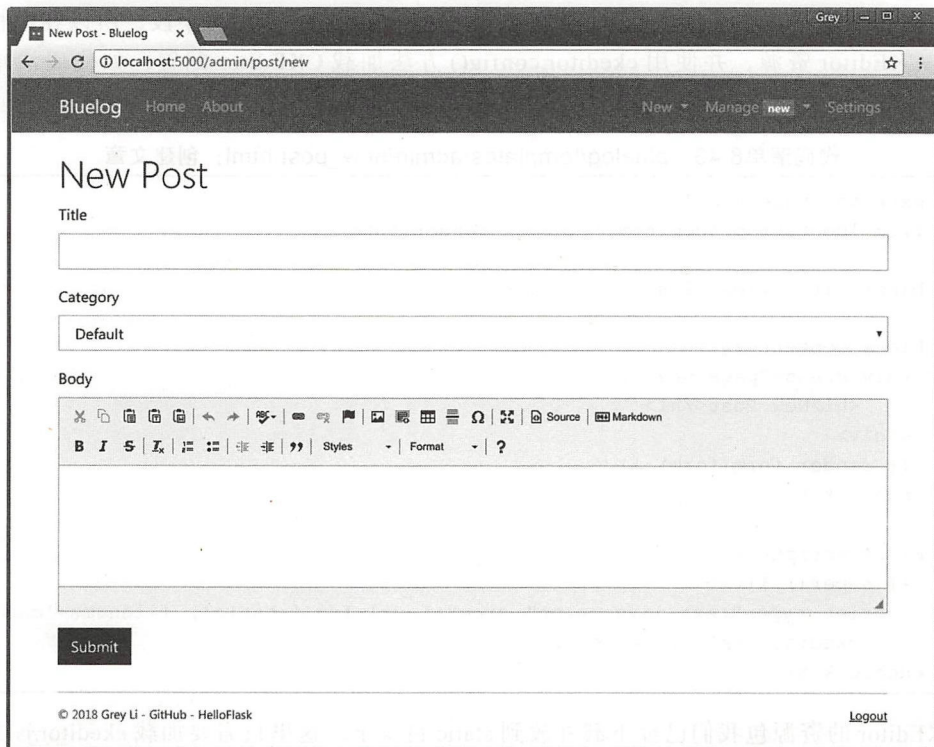 Grey
New Post - Bluelog
localhost:5000/admin/post/new
Bluelog Home About New Manage new Settings
New Post
Title
Category
Default
Body
Source Markdown
B I S Ix Styles Format ?
© 2018 Grey Li - GitHub - HelloFlask Logout
Submit